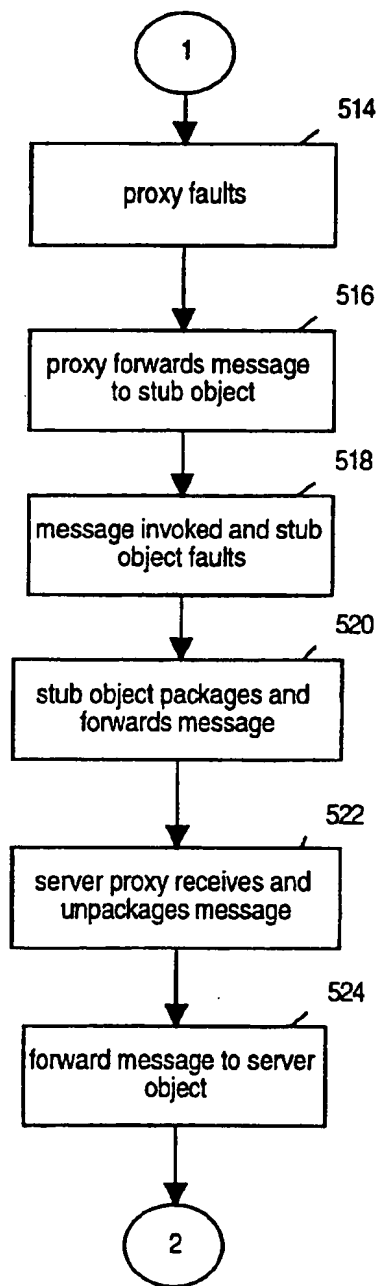 1
514
proxy faults
516
proxy forwards message
to stub object
518
message invoked and stub
object faults
520
stub object packages and
forwards message
522
server proxy receives and
unpackages message
524
forward message to server
object
2